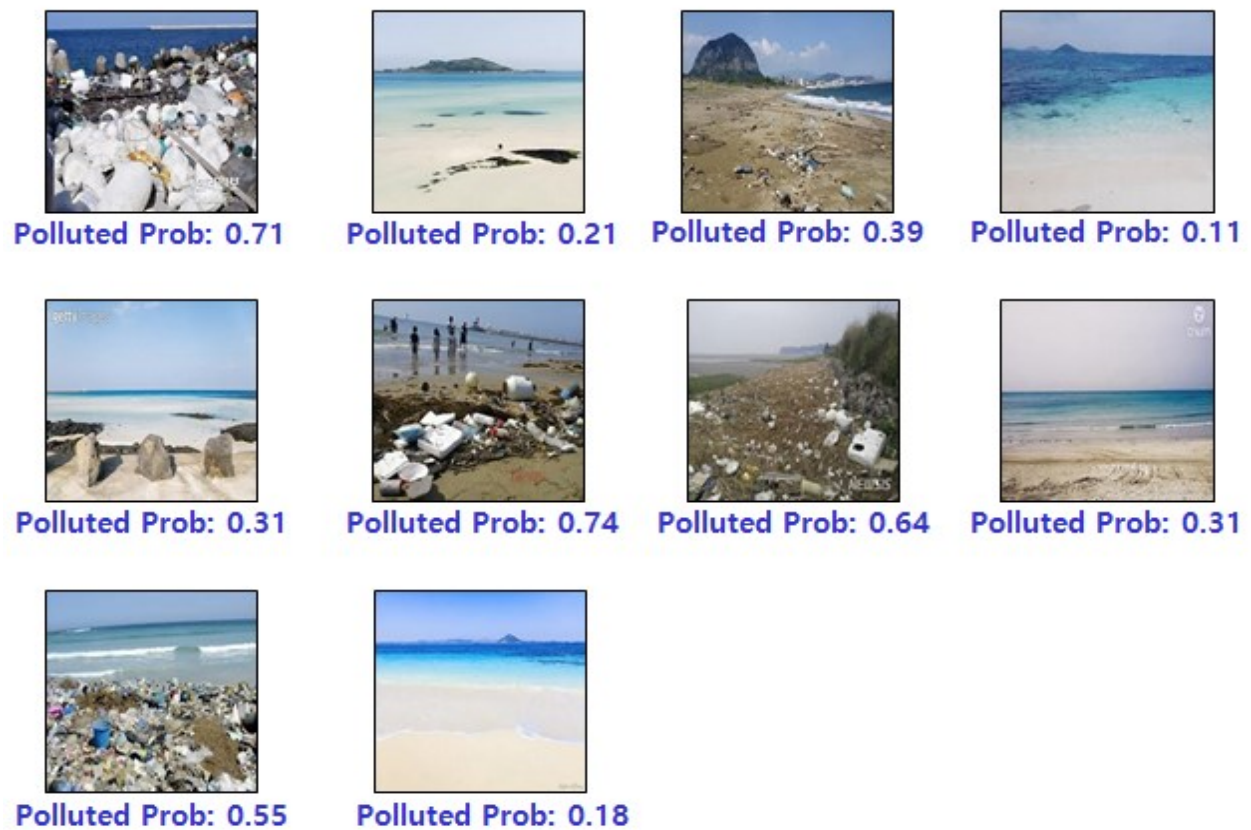 Polluted Prob: 0.71
Polluted Prob: 0.21
Polluted Prob: 0.39
Polluted Prob: 0.11
gettyimages
Polluted Prob: 0.31
Polluted Prob: 0.74
NEWSIS
Polluted Prob: 0.64
Polluted Prob: 0.31
Polluted Prob: 0.55
Polluted Prob: 0.18